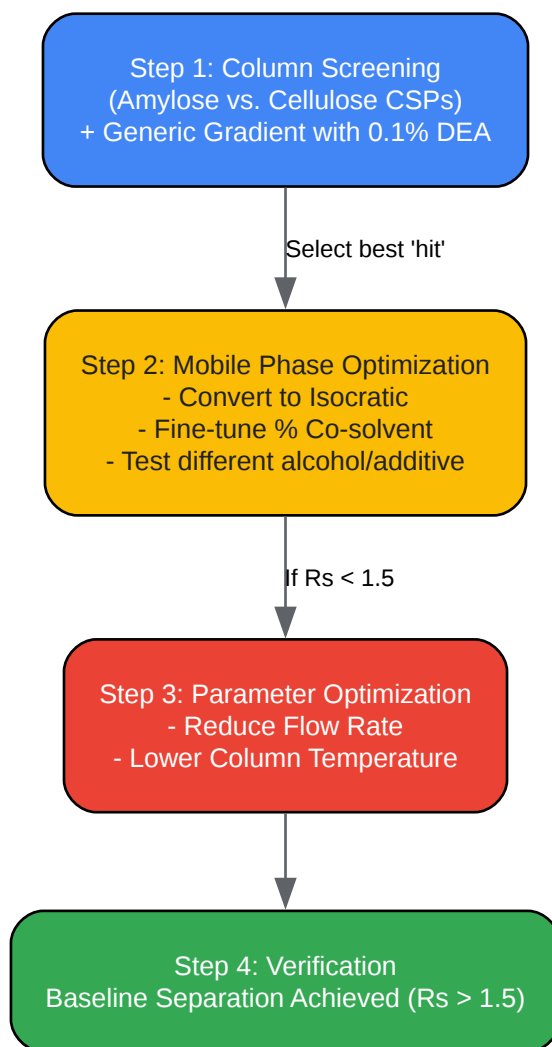 Step 1: Column Screening
(Amylose vs. Cellulose CSPs)
+ Generic Gradient with 0.1% DEA
Select best 'hit'
Step 2: Mobile Phase Optimization
- Convert to Isocratic
- Fine-tune % Co-solvent
- Test different alcohol/additive
If Rs < 1.5
Step 3: Parameter Optimization
- Reduce Flow Rate
- Lower Column Temperature
Step 4: Verification
Baseline Separation Achieved (Rs > 1.5)